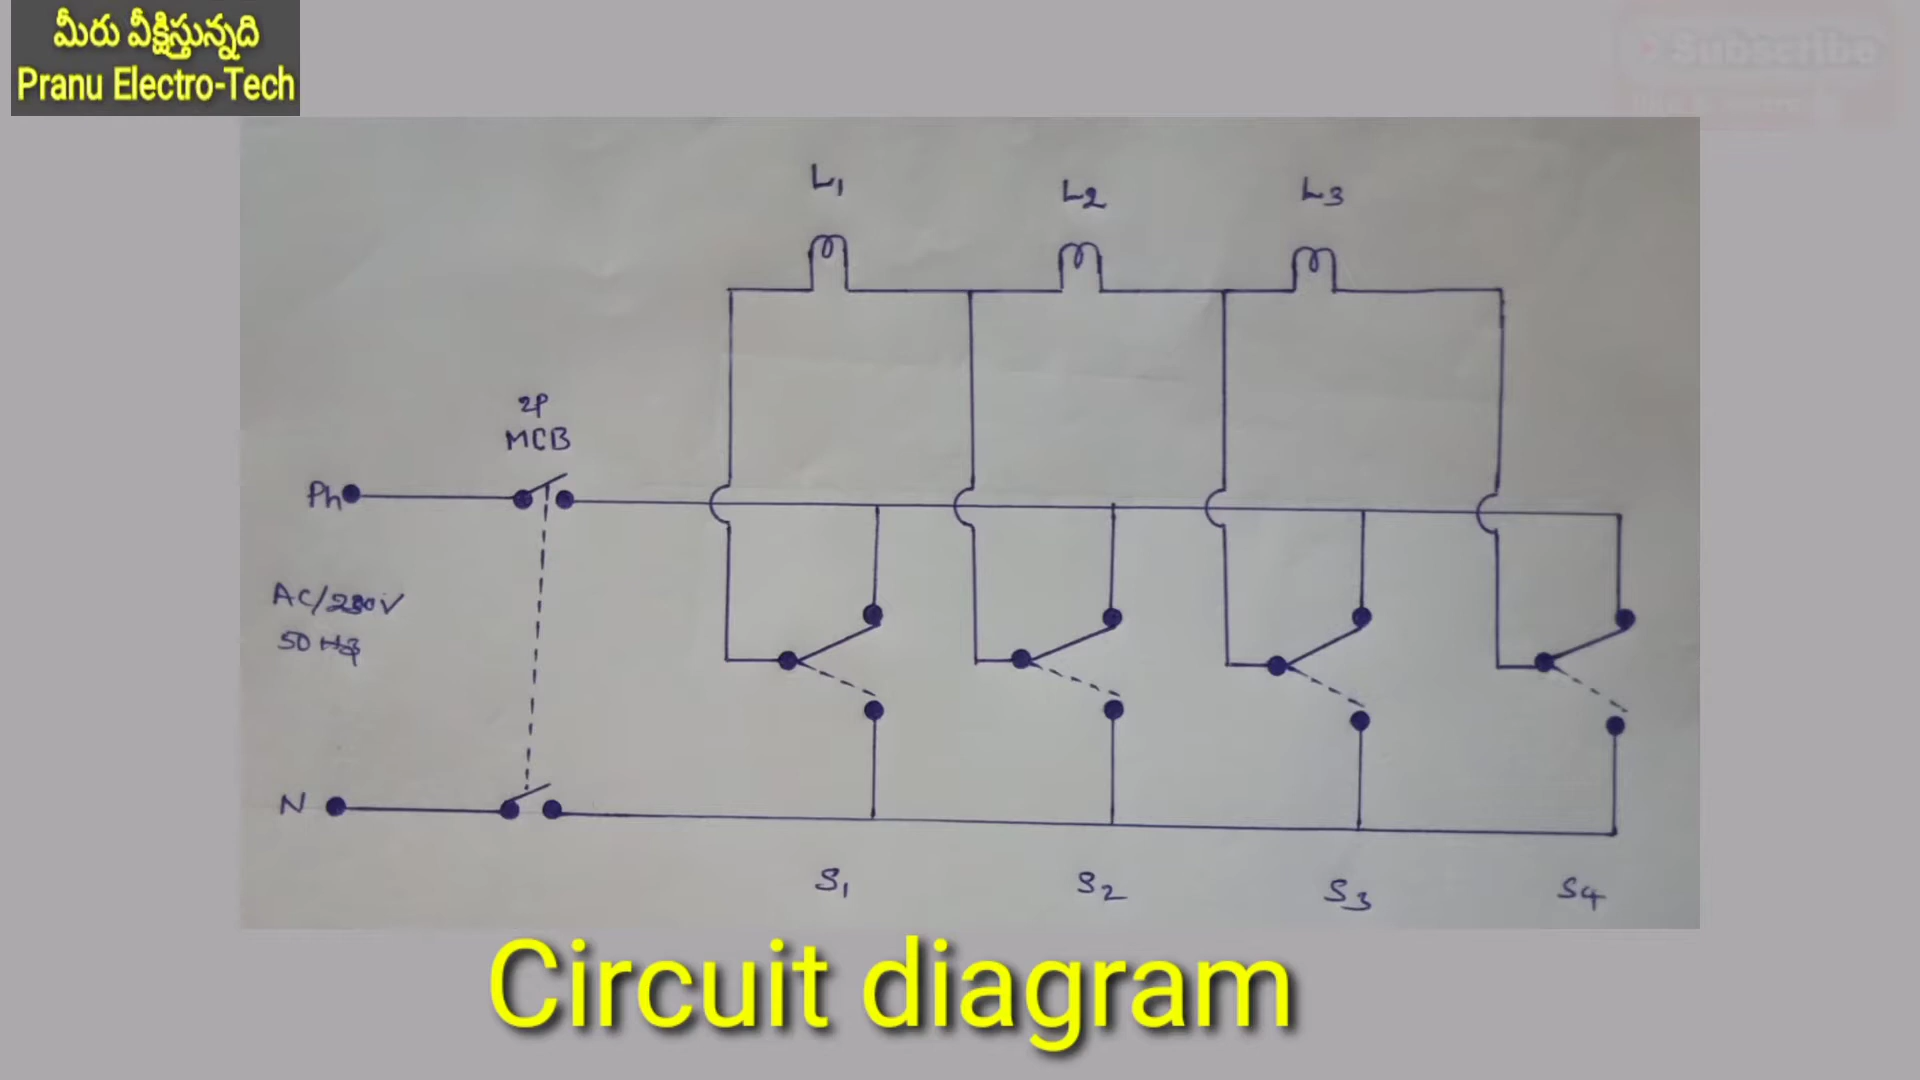 మీరు వీక్షిస్తున్నది
Pranu Electro-Tech
Subscribe
L1
L2
L3
2P
MCB
Ph
AC/230V
50 Hz
N
S1
S2
S3
S4
Circuit diagram